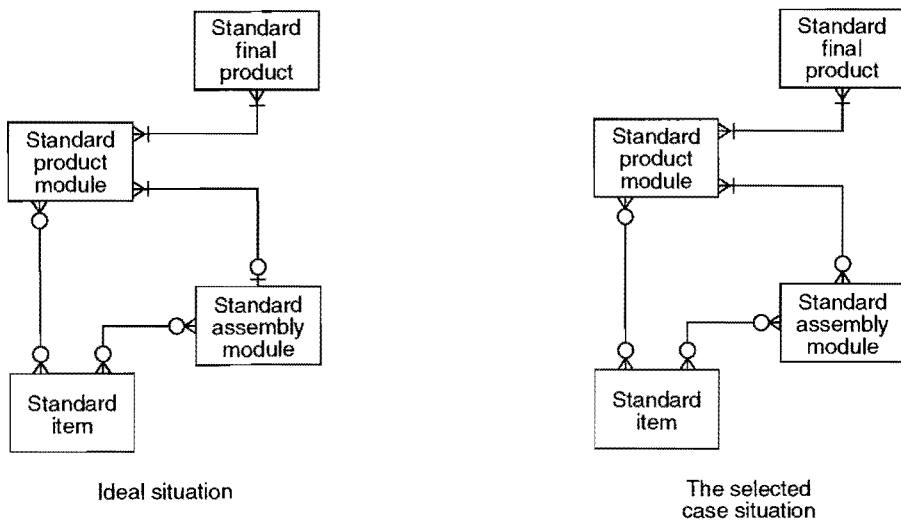 Standard
final
product
Standard
product
module
Standard
assembly
module
Standard
item
Ideal situation
Standard
final
product
Standard
product
module
Standard
assembly
module
Standard
item
The selected
case situation